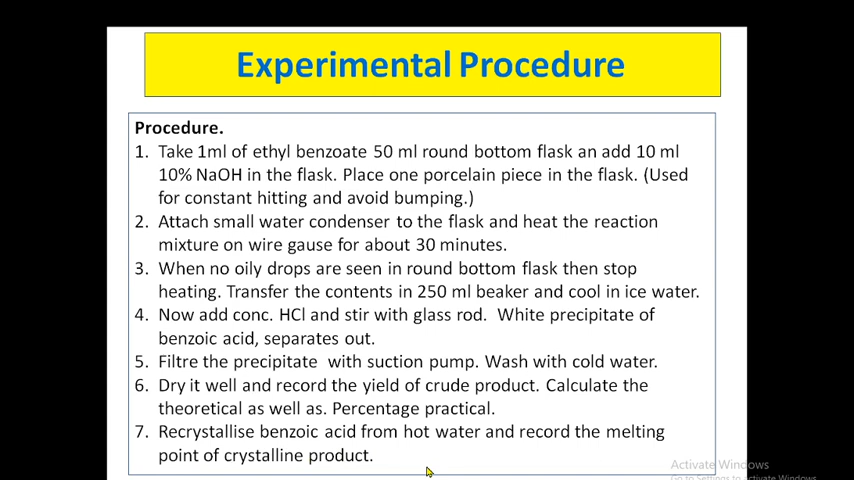 Experimental Procedure
Procedure.
1. Take 1ml of ethyl benzoate 50 ml round bottom flask an add 10 ml
10% NaOH in the flask. Place one porcelain piece in the flask. (Used
for constant hitting and avoid bumping.)
2. Attach small water condenser to the flask and heat the reaction
mixture on wire gause for about 30 minutes.
3. When no oily drops are seen in round bottom flask then stop
heating. Transfer the contents in 250 ml beaker and cool in ice water.
4. Now add conc. HCl and stir with glass rod. White precipitate of
benzoic acid, separates out.
5. Filtre the precipitate with suction pump. Wash with cold water.
6. Dry it well and record the yield of crude product. Calculate the
theoretical as well as. Percentage practical.
7. Recrystallise benzoic acid from hot water and record the melting
point of crystalline product.
Activate Windows
Go to Settings to activate Windows.